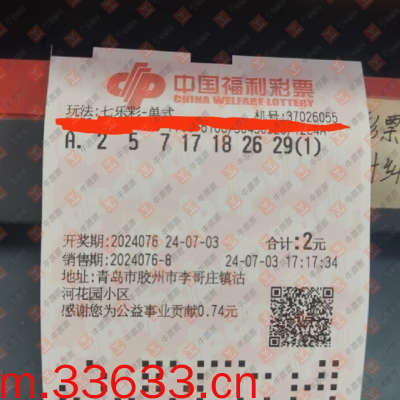 中国福利彩票
CHINA WELFARE LOTTERY
玩法:七乐彩-单式 机号:37026055
A. 2 5 7 17 18 26 29(1)
开奖期:2024076 24-07-03 合计:2元
销售期:2024076-8 24-07-03 17:17:34
地址:青岛市胶州市李哥庄镇沽
河花园小区
感谢您为公益事业贡献0.74元
m.33633.cn